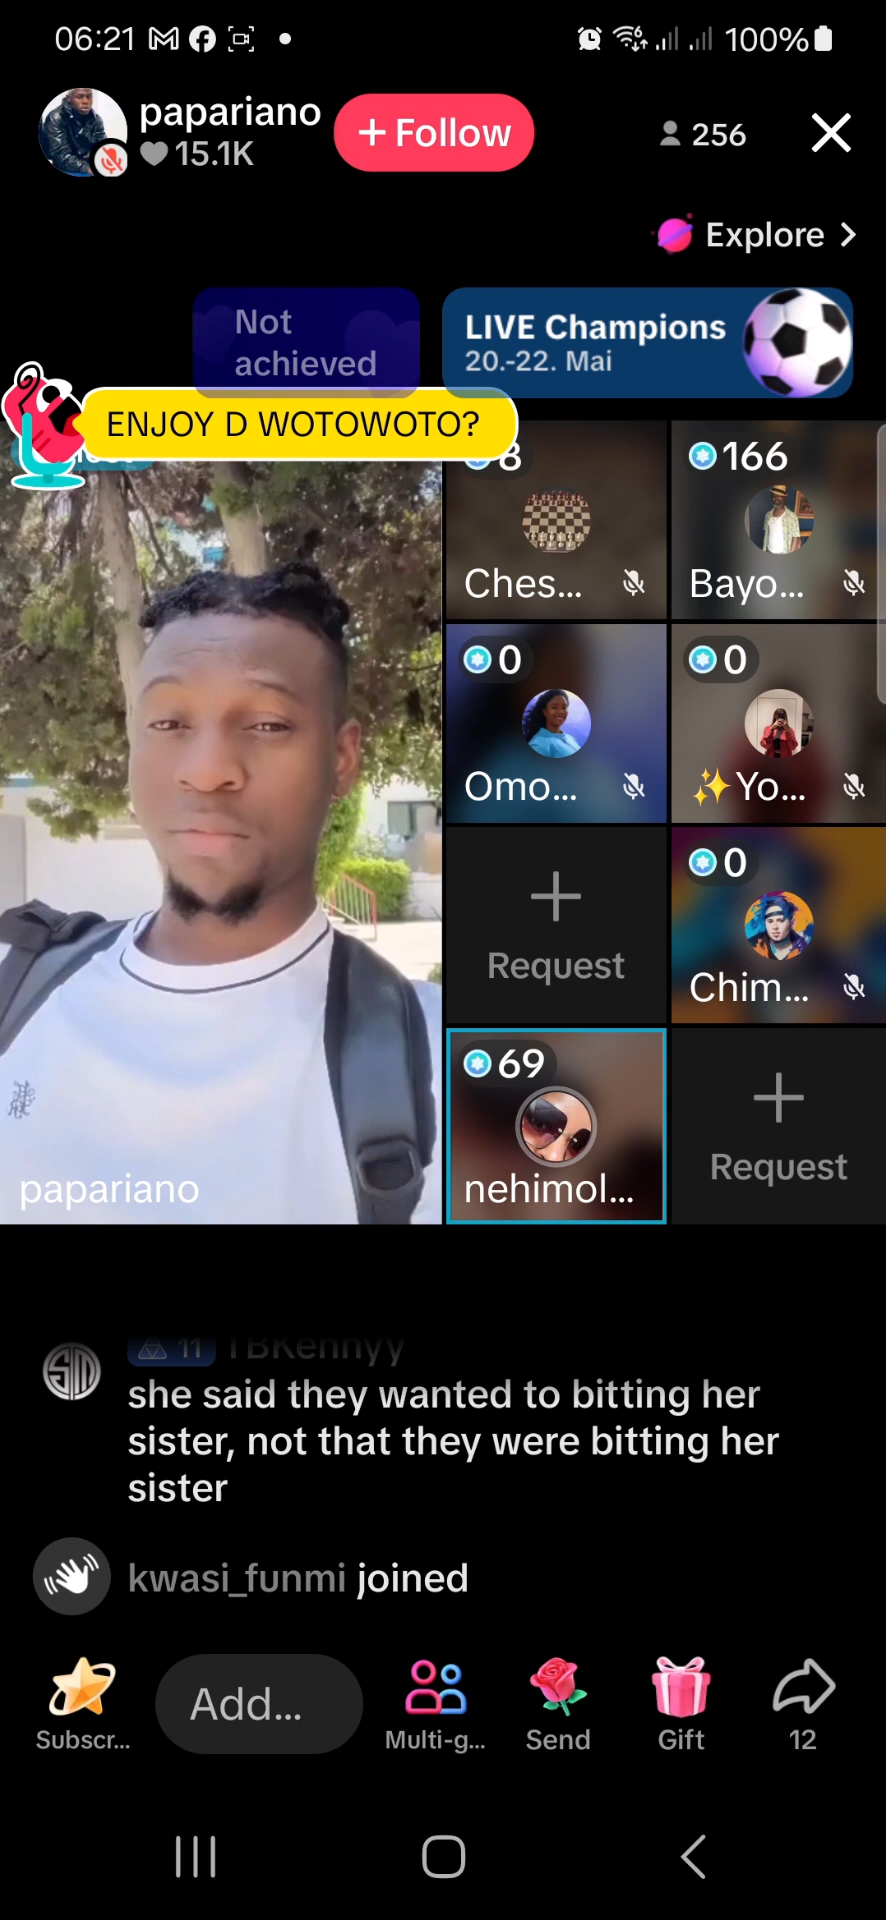 06:21
100%
papariano
15.1K
+ Follow
256
Explore
Not
achieved
LIVE Champions
20.-22. Mai
ENJOY D WOTOWOTO?
8
166
Ches...
Bayo...
0
0
Omo...
✨Yo...
0
Request
Chim...
69
papariano
nehimol...
Request
11 TBKennyy
she said they wanted to bitting her
sister, not that they were bitting her
sister
kwasi_funmi joined
Add...
Subscr...
Multi-g...
Send
Gift
12